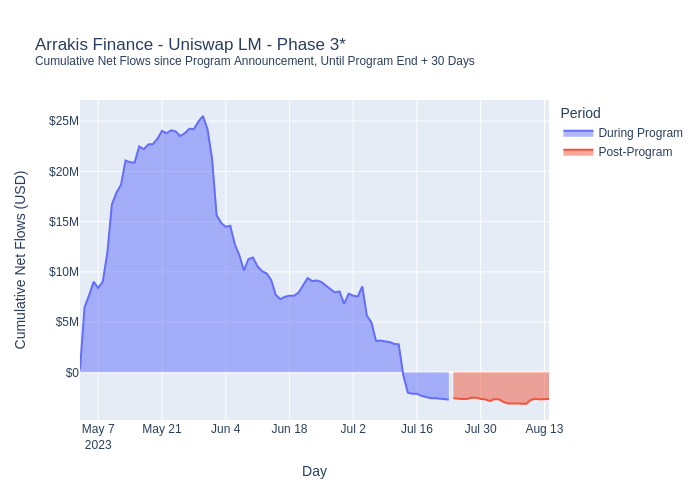 Arrakis Finance - Uniswap LM - Phase 3*
Cumulative Net Flows since Program Announcement, Until Program End + 30 Days
Period
During Program
Post-Program
Cumulative Net Flows (USD)
$25M
$20M
$15M
$10M
$5M
$0
May 7
2023
May 21
Jun 4
Jun 18
Jul 2
Jul 16
Jul 30
Aug 13
Day